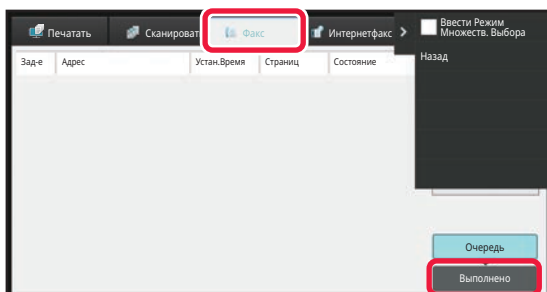 Печатать
Сканироват
Факс
Интернетфакс
Ввести Режим
Множеств. Выбора
Назад
Зад-е
Адрес
Устан.Время
Страниц
Состояние
Очередь
Выполнено